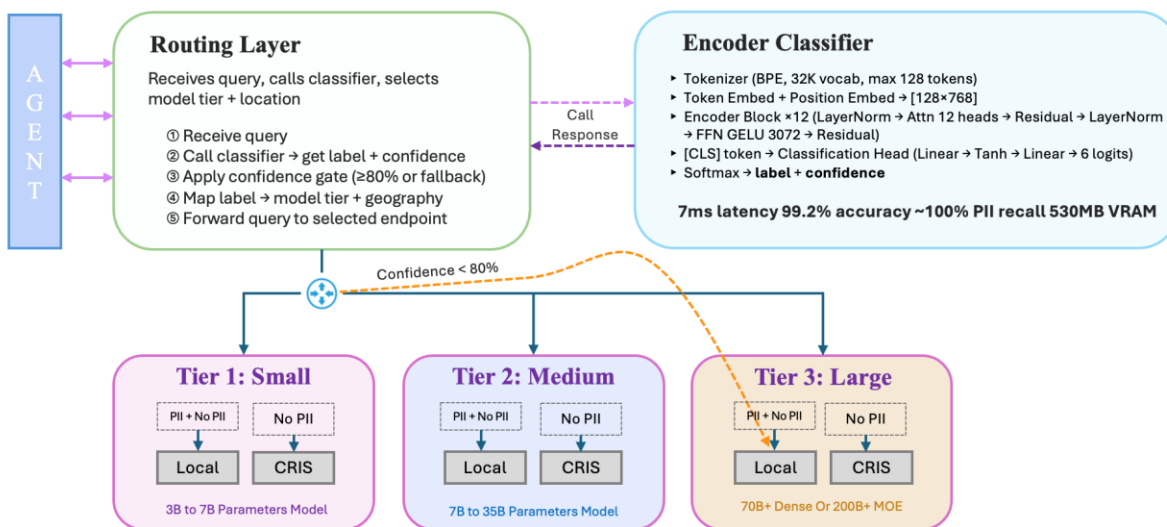 AGENT
Routing Layer
Receives query, calls classifier, selects
model tier + location
① Receive query
② Call classifier → get label + confidence
③ Apply confidence gate (≥80% or fallback)
④ Map label → model tier + geography
⑤ Forward query to selected endpoint
Call
Response
Encoder Classifier
▸ Tokenizer (BPE, 32K vocab, max 128 tokens)
▸ Token Embed + Position Embed → [128×768]
▸ Encoder Block ×12 (LayerNorm → Attn 12 heads → Residual → LayerNorm
→ FFN GELU 3072 → Residual)
▸ [CLS] token → Classification Head (Linear → Tanh → Linear → 6 logits)
▸ Softmax → label + confidence
7ms latency 99.2% accuracy ~100% PII recall 530MB VRAM
Confidence < 80%
Tier 1: Small
PII + No PII
No PII
Local
CRIS
3B to 7B Parameters Model
Tier 2: Medium
PII + No PII
No PII
Local
CRIS
7B to 35B Parameters Model
Tier 3: Large
PII + No PII
No PII
Local
CRIS
70B+ Dense Or 200B+ MOE